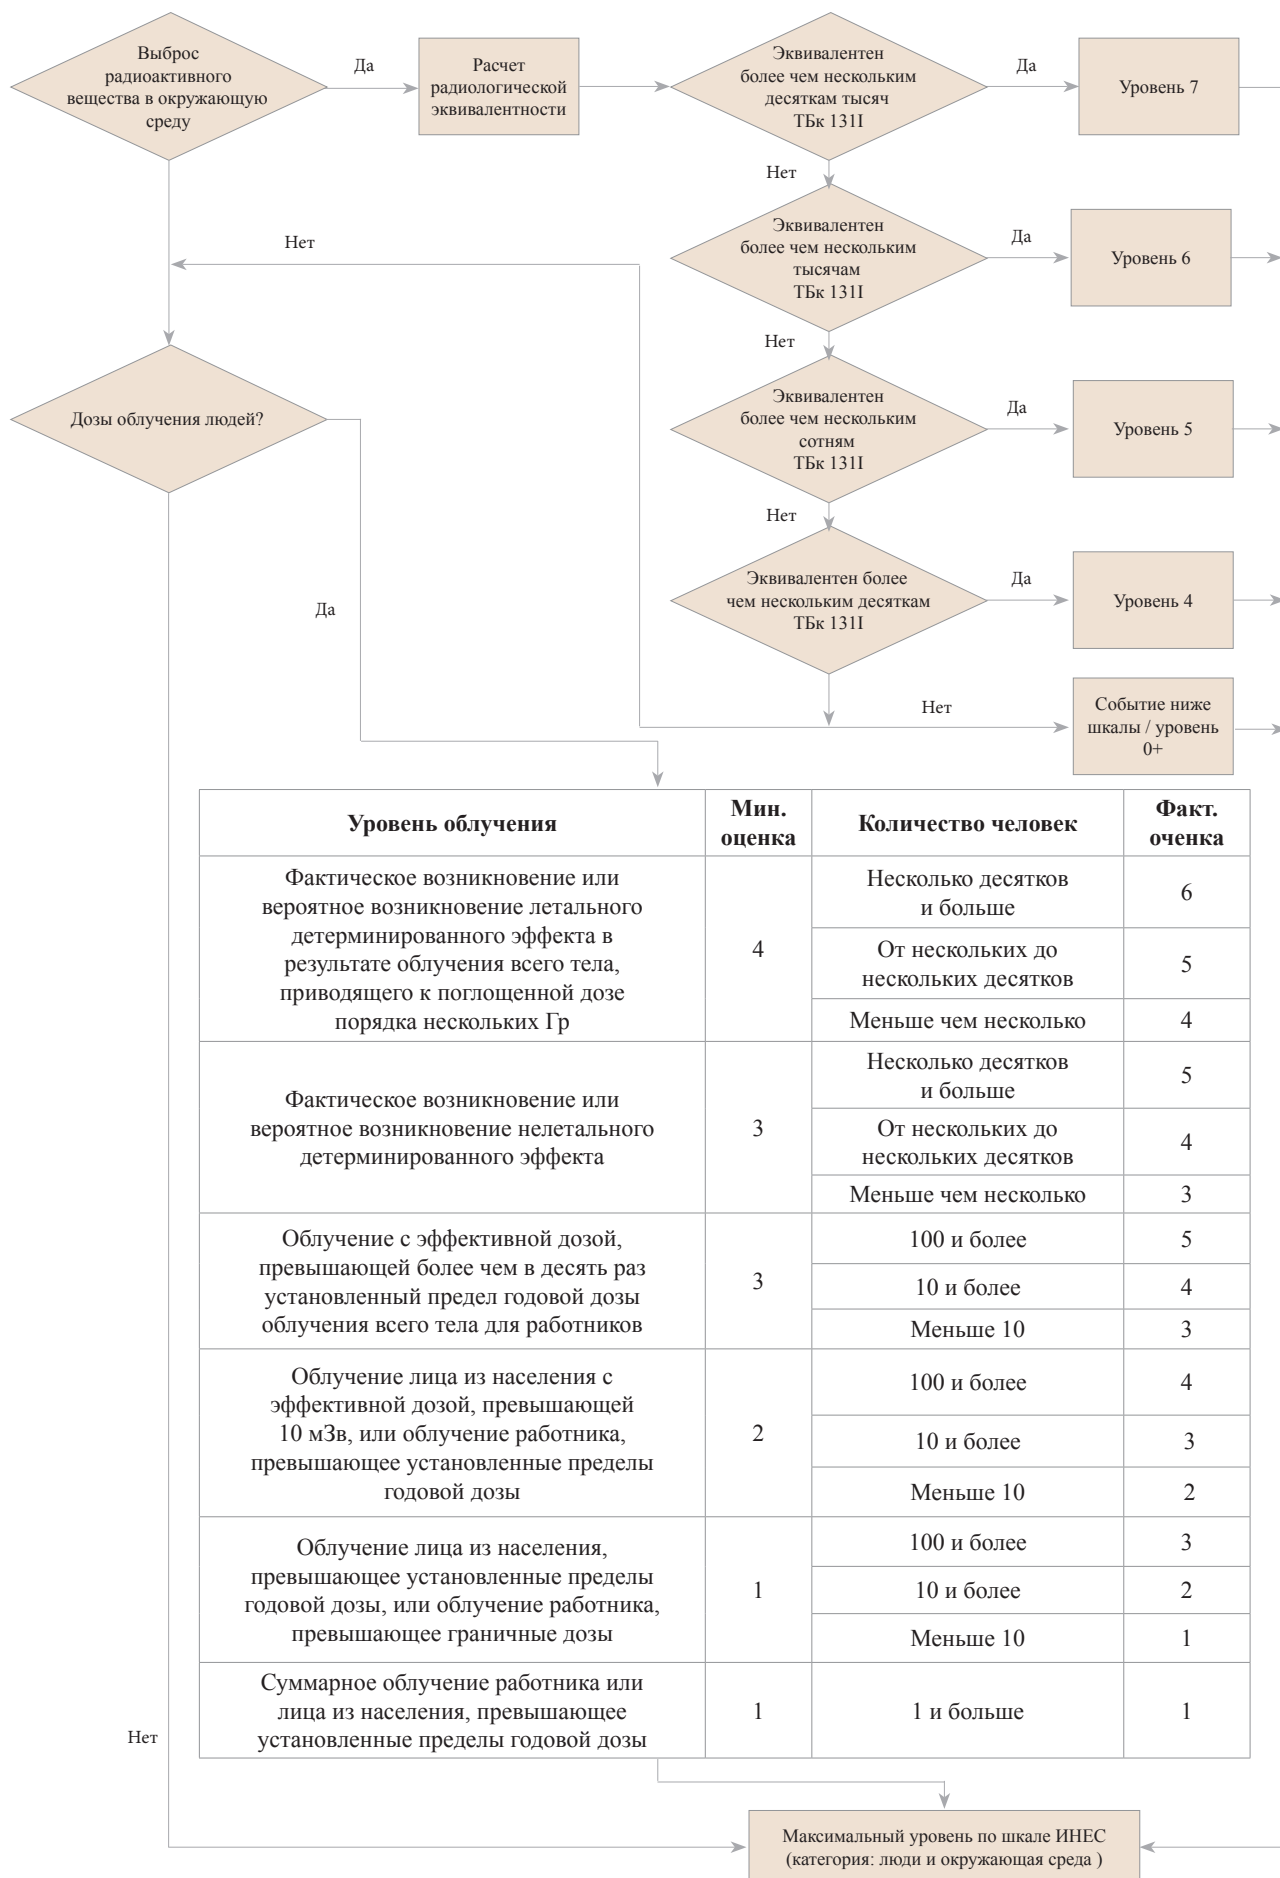 Выброс
радиоактивного
вещества в окружающую
среду
Да
Расчет
радиологической
эквивалентности
Эквивалентен
более чем нескольким
десяткам тысяч
ТБк 131I
Да
Уровень 7
Нет
Эквивалентен
более чем нескольким
тысячам
ТБк 131I
Да
Уровень 6
Нет
Нет
Эквивалентен
более чем нескольким
сотням
ТБк 131I
Да
Уровень 5
Дозы облучения людей?
Нет
Эквивалентен более
чем нескольким десяткам
ТБк 131I
Да
Уровень 4
Да
Нет
Событие ниже
шкалы / уровень
0+
Уровень облучения
Мин.
оценка
Количество человек
Факт.
оченка
Фактическое возникновение или
вероятное возникновение летального
детерминированного эффекта в
результате облучения всего тела,
приводящего к поглощенной дозе
порядка нескольких Гр
4
Несколько десятков
и больше
6
От нескольких до
нескольких десятков
5
Меньше чем несколько
4
Фактическое возникновение или
вероятное возникновение нелетального
детерминированного эффекта
3
Несколько десятков
и больше
5
От нескольких до
нескольких десятков
4
Меньше чем несколько
3
Облучение с эффективной дозой,
превышающей более чем в десять раз
установленный предел годовой дозы
облучения всего тела для работников
3
100 и более
5
10 и более
4
Меньше 10
3
Облучение лица из населения с
эффективной дозой, превышающей
10 мЗв, или облучение работника,
превышающее установленные пределы
годовой дозы
2
100 и более
4
10 и более
3
Меньше 10
2
Облучение лица из населения,
превышающее установленные пределы
годовой дозы, или облучение работника,
превышающее граничные дозы
1
100 и более
3
10 и более
2
Меньше 10
1
Суммарное облучение работника или
лица из населения, превышающее
установленные пределы годовой дозы
1
1 и больше
1
Нет
Максимальный уровень по шкале ИНЕС
(категория: люди и окружающая среда )